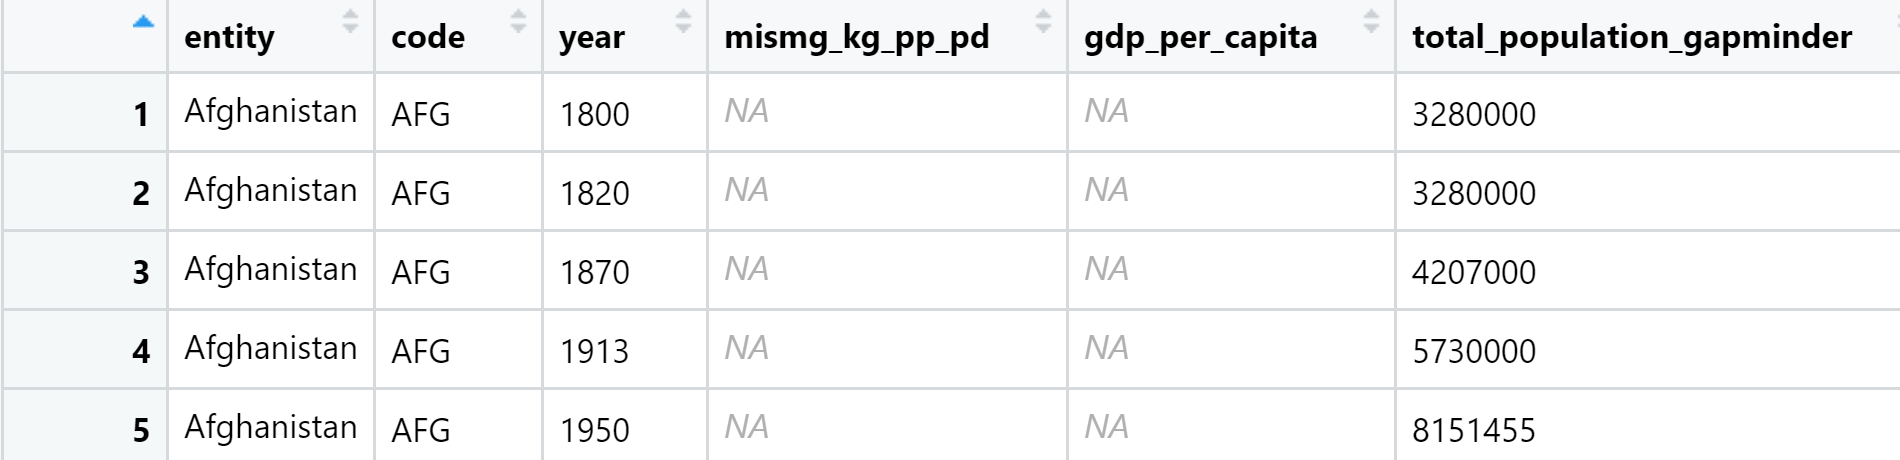 entity code year mismg_kg_pp_pd gdp_per_capita total_population_gapminder
1 Afghanistan AFG 1800 NA NA 3280000
2 Afghanistan AFG 1820 NA NA 3280000
3 Afghanistan AFG 1870 NA NA 4207000
4 Afghanistan AFG 1913 NA NA 5730000
5 Afghanistan AFG 1950 NA NA 8151455